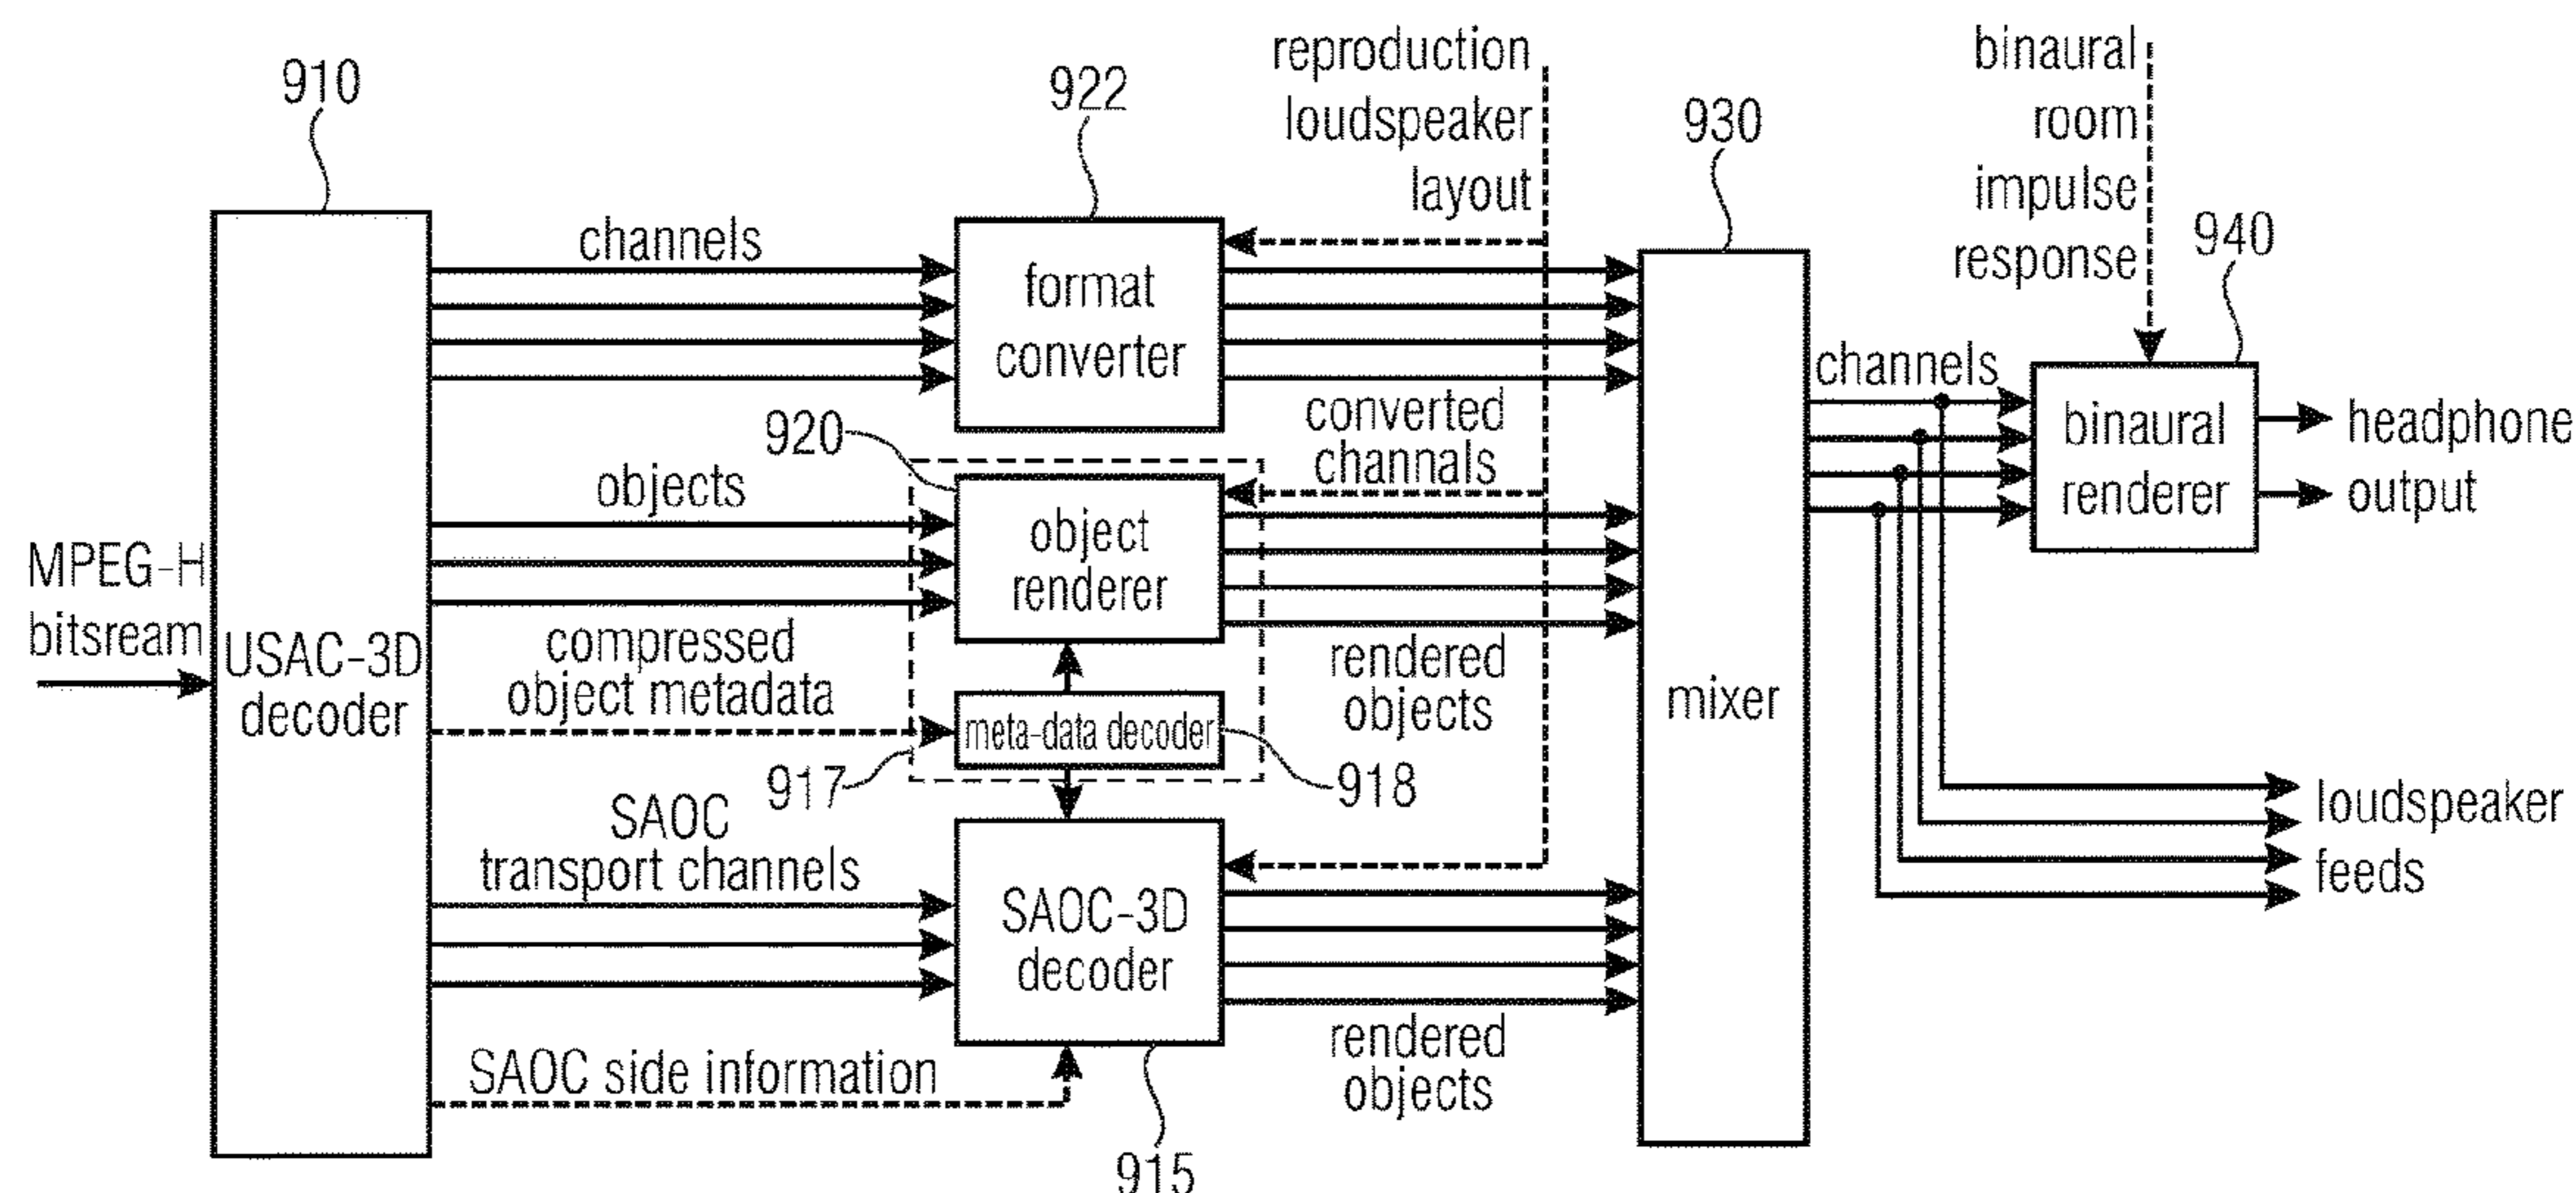 910
922
reproduction
loudspeaker
layout
930
binaural
room
impulse
response
940
channels
format
converter
channels
converted
channals
920
binaural
renderer
headphone
output
objects
object
renderer
MPEG-H
bitsream
USAC-3D
decoder
compressed
object metadata
rendered
objects
mixer
meta-data decoder
917
918
loudspeaker
feeds
SAOC
transport channels
SAOC-3D
decoder
rendered
objects
SAOC side information
915